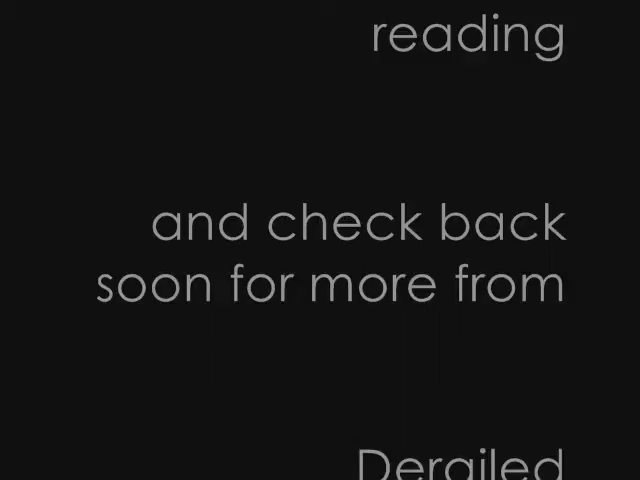 reading
and check back
soon for more from
Derailed